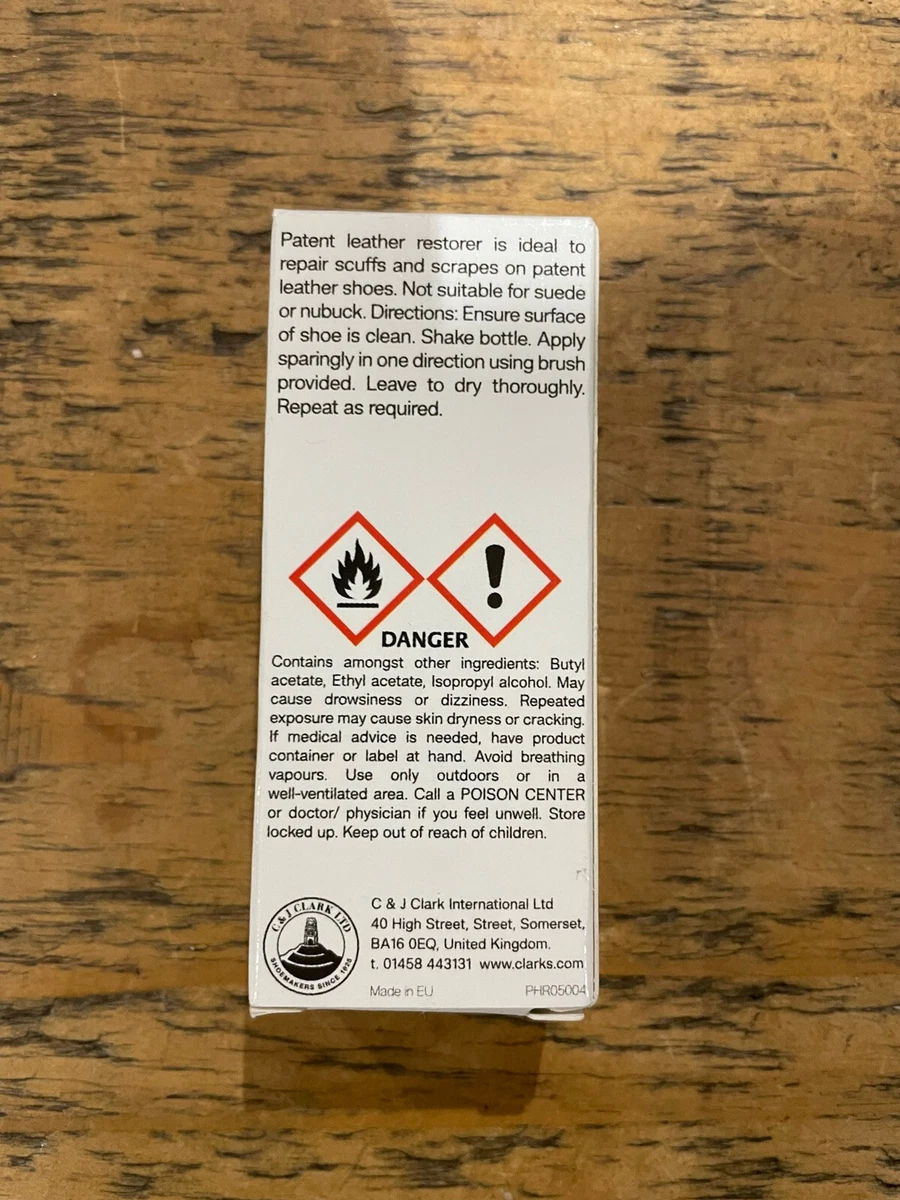 Patent leather restorer is ideal to
repair scuffs and scrapes on patent
leather shoes. Not suitable for suede
or nubuck. Directions: Ensure surface
of shoe is clean. Shake bottle. Apply
sparingly in one direction using brush
provided. Leave to dry thoroughly.
Repeat as required.
DANGER
Contains amongst other ingredients: Butyl
acetate, Ethyl acetate, Isopropyl alcohol. May
cause drowsiness or dizziness. Repeated
exposure may cause skin dryness or cracking.
If medical advice is needed, have product
container or label at hand. Avoid breathing
vapours. Use only outdoors or in a
well-ventilated area. Call a POISON CENTER
or doctor/ physician if you feel unwell. Store
locked up. Keep out of reach of children.
C & J CLARK LTD
SHOEMAKERS SINCE 1825
C & J Clark International Ltd
40 High Street, Street, Somerset,
BA16 0EQ, United Kingdom.
t. 01458 443131 www.clarks.com
Made in EU PHR05004